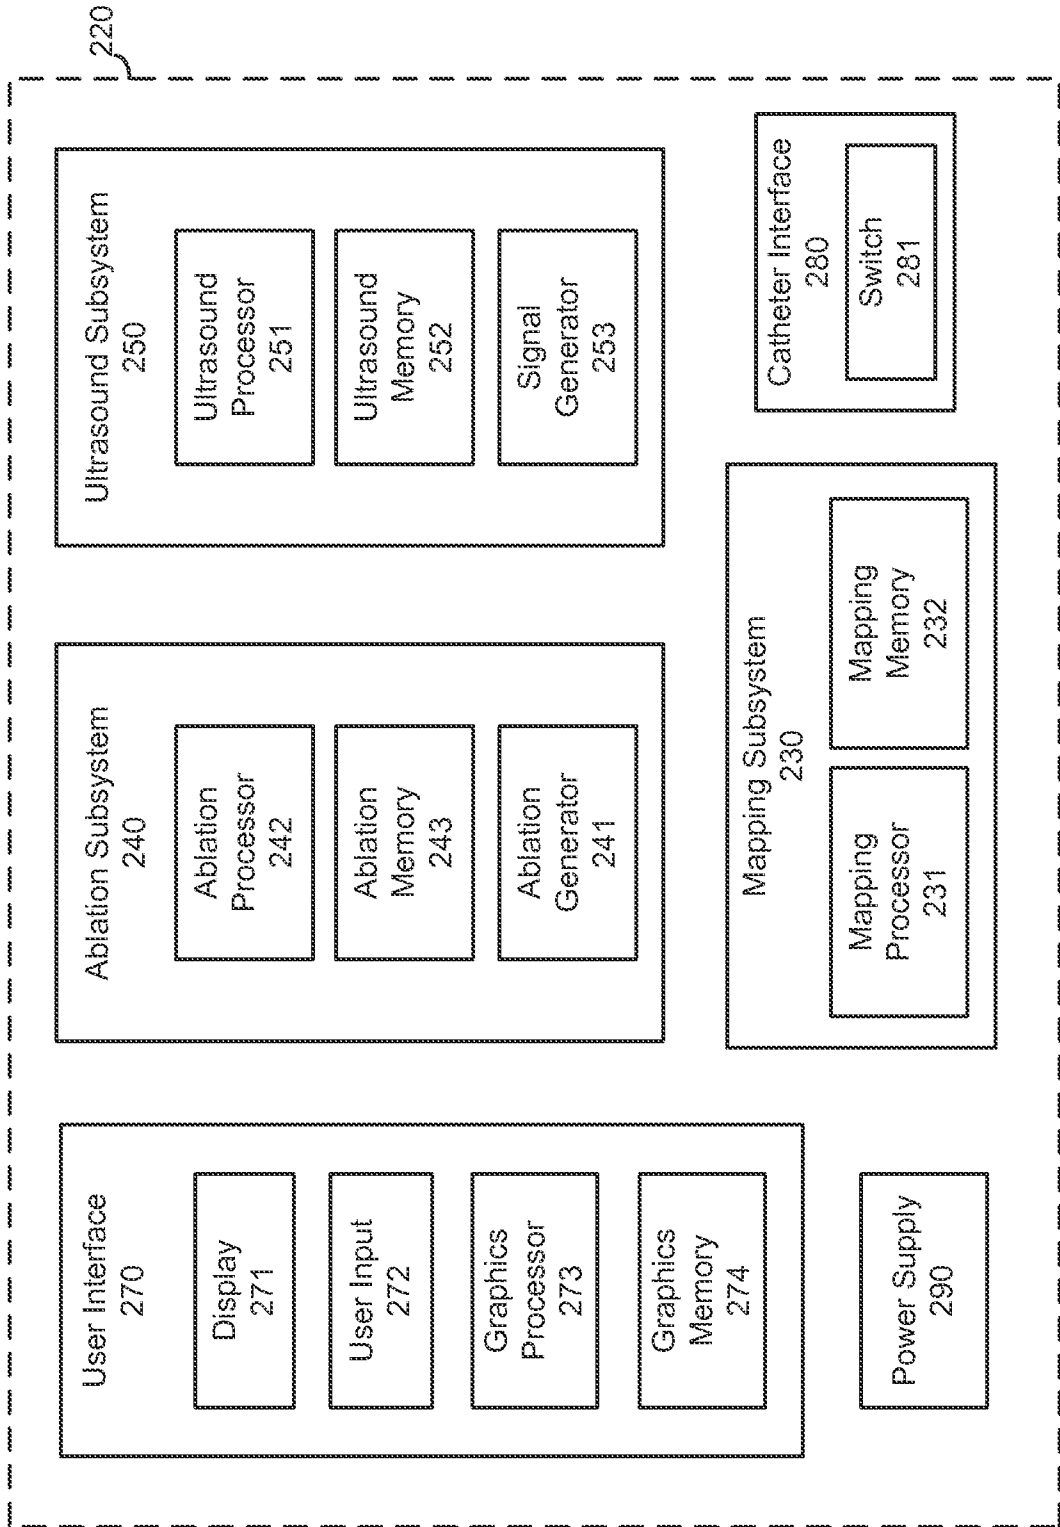 220
User Interface
270
Display
271
User Input
272
Graphics
Processor
273
Graphics
Memory
274
Power Supply
290
Ablation Subsystem
240
Ablation
Processor
242
Ablation
Memory
243
Ablation
Generator
241
Ultrasound Subsystem
250
Ultrasound
Processor
251
Ultrasound
Memory
252
Signal
Generator
253
Mapping Subsystem
230
Mapping
Processor
231
Mapping
Memory
232
Catheter Interface
280
Switch
281